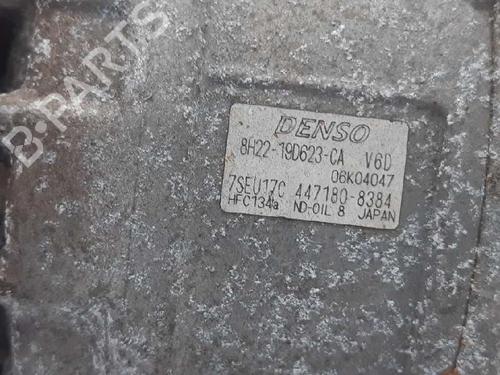 B-PARTS
DENSO
8H22-19D623-CA V6D
06K04047
7SEU17C 447180-8384
HFC134a ND-OIL 8 JAPAN